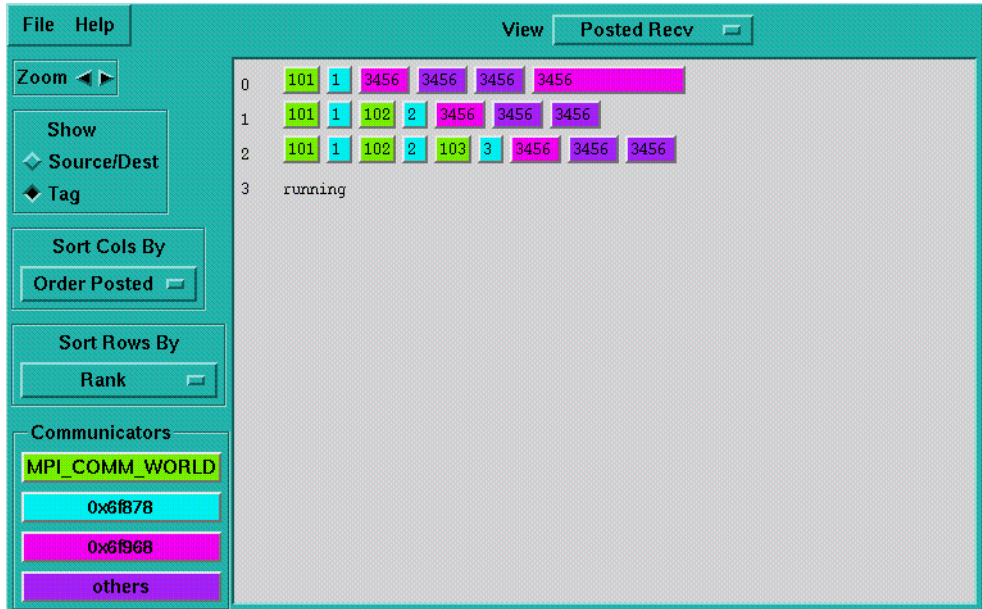 File Help
View Posted Recv
Zoom
Show
Source/Dest
Tag
Sort Cols By
Order Posted
Sort Rows By
Rank
Communicators
MPI_COMM_WORLD
0x6f878
0x6f968
others
0 101 1 3456 3456 3456 3456
1 101 1 102 2 3456 3456 3456
2 101 1 102 2 103 3 3456 3456 3456
3 running